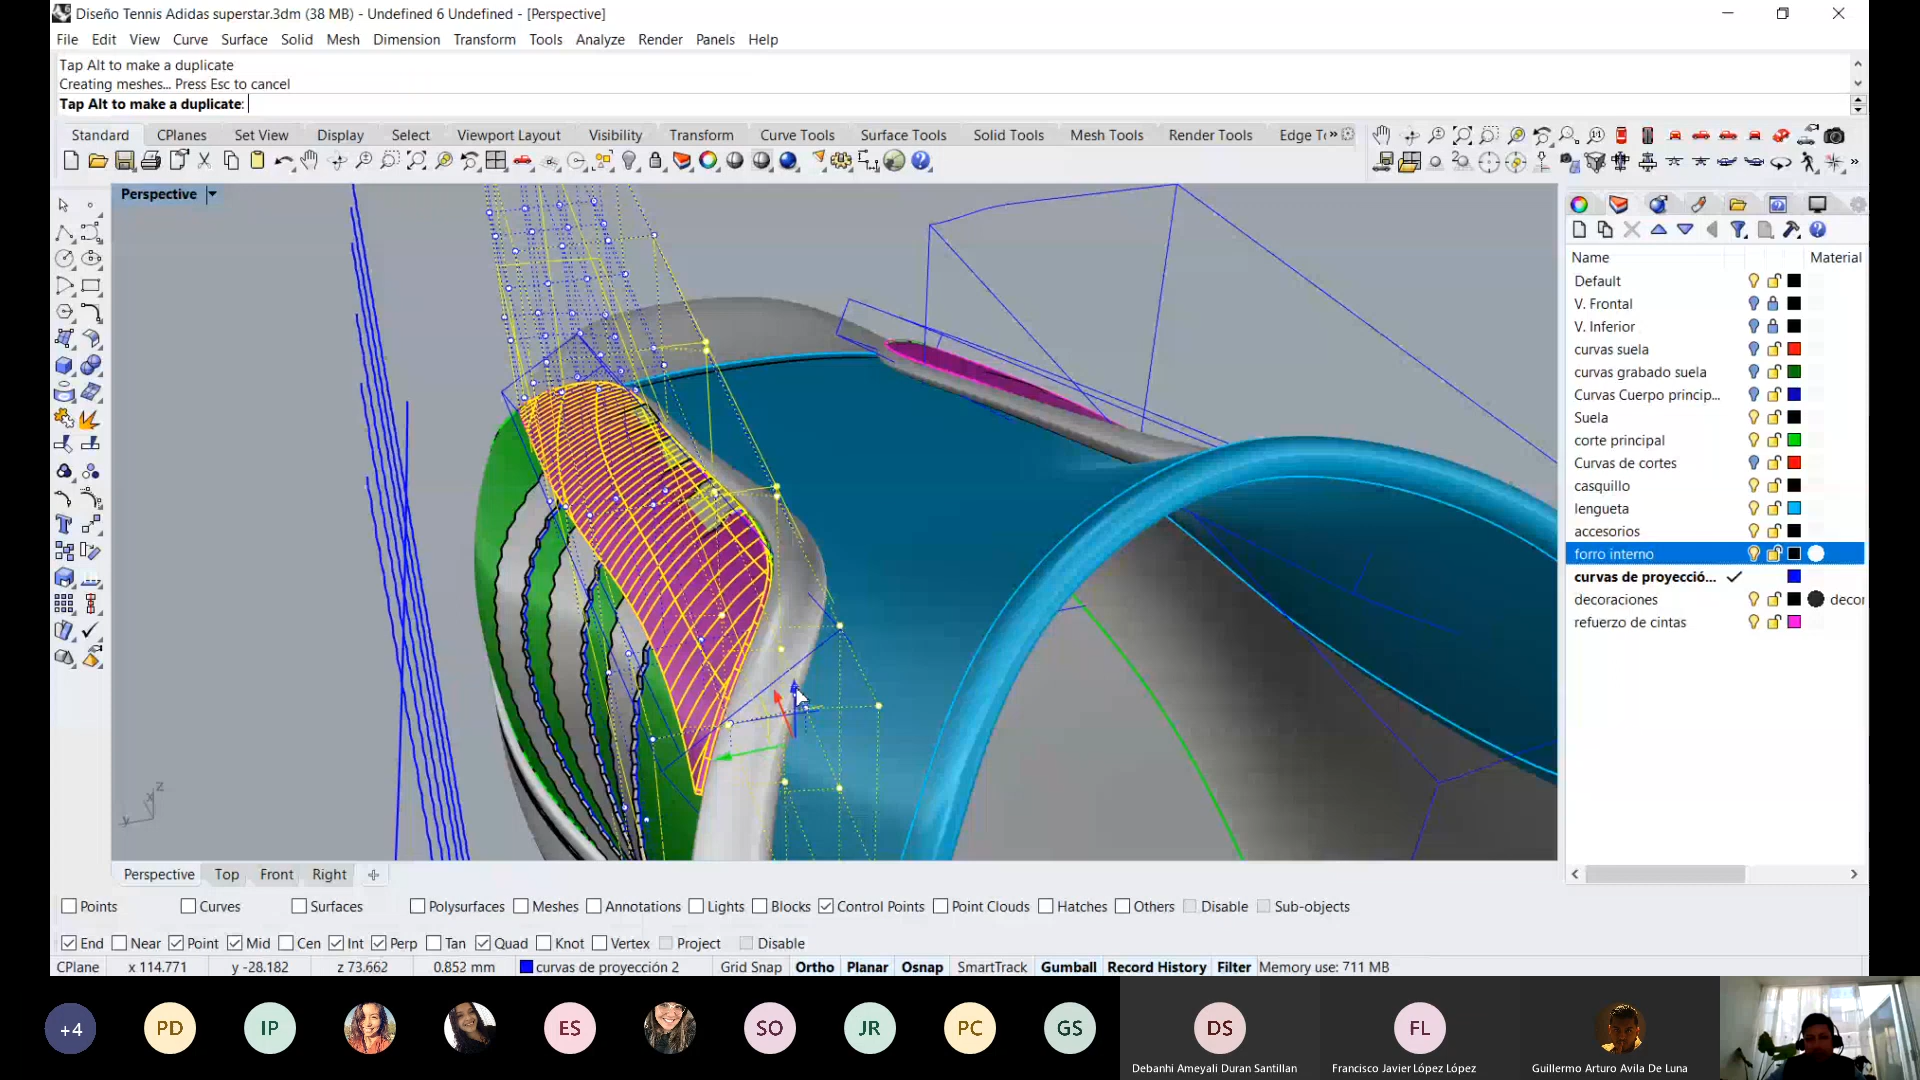 Diseño Tennis Adidas superstar.3dm (38 MB) - Undefined 6 Undefined - [Perspective]
File Edit View Curve Surface Solid Mesh Dimension Transform Tools Analyze Render Panels Help
Tap Alt to make a duplicate
Creating meshes... Press Esc to cancel
Tap Alt to make a duplicate:
Standard CPlanes Set View Display Select Viewport Layout Visibility Transform Curve Tools Surface Tools Solid Tools Mesh Tools Render Tools Edge To
Perspective
Name Material
Default
V. Frontal
V. Inferior
curvas suela
curvas grabado suela
Curvas Cuerpo princip...
Suela
corte principal
Curvas de cortes
casquillo
lengueta
accesorios
forro interno
curvas de proyecció...
decoraciones decor
refuerzo de cintas
z
x
y
Perspective Top Front Right
Points Curves Surfaces Polysurfaces Meshes Annotations Lights Blocks Control Points Point Clouds Hatches Others Disable Sub-objects
End Near Point Mid Cen Int Perp Tan Quad Knot Vertex Project Disable
CPlane x 114.771 y -28.182 z 73.662 0.852 mm curvas de proyección 2 Grid Snap Ortho Planar Osnap SmartTrack Gumball Record History Filter Memory use: 711 MB
+4 PD IP ES SO JR PC GS DS FL
Debanhi Ameyali Duran Santillan Francisco Javier López López Guillermo Arturo Avila De Luna